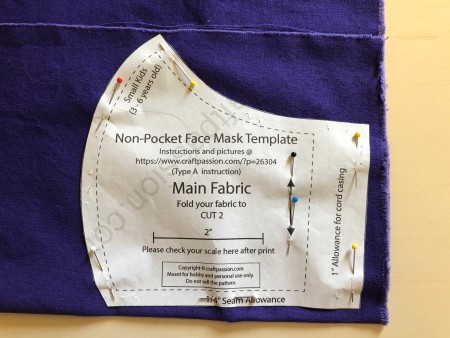 Small Kids
(3 - 6 years old)
Non-Pocket Face Mask Template
Instructions and pictures @
https://www.craftpassion.com/?p=26304
(Type A instruction)
Main Fabric
Fold your fabric to
CUT 2
2"
Please check your scale here after print
Copyright © craftpassion.com
Meant for hobby and personal use only.
Do not sell the pattern.
1/4" Seam Allowance
1" Allowance for cord casing